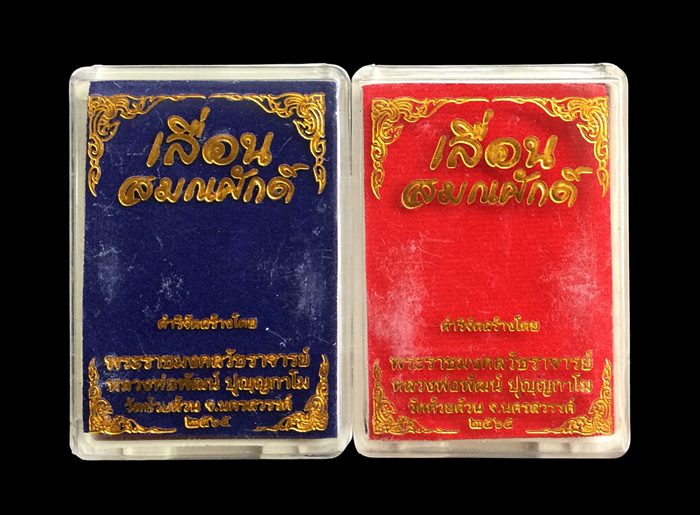 เลื่อน
สมณศักดิ์
ดำริจัดสร้างโดย
พระราชมงคลวัชราจารย์
หลวงพ่อพัฒน์ ปุญฺญกาโม
วัดห้วยด้วน จ.นครสวรรค์
๒๕๖๕
เลื่อน
สมณศักดิ์
ดำริจัดสร้างโดย
พระราชมงคลวัชราจารย์
หลวงพ่อพัฒน์ ปุญฺญกาโม
วัดห้วยด้วน จ.นครสวรรค์
๒๕๖๕